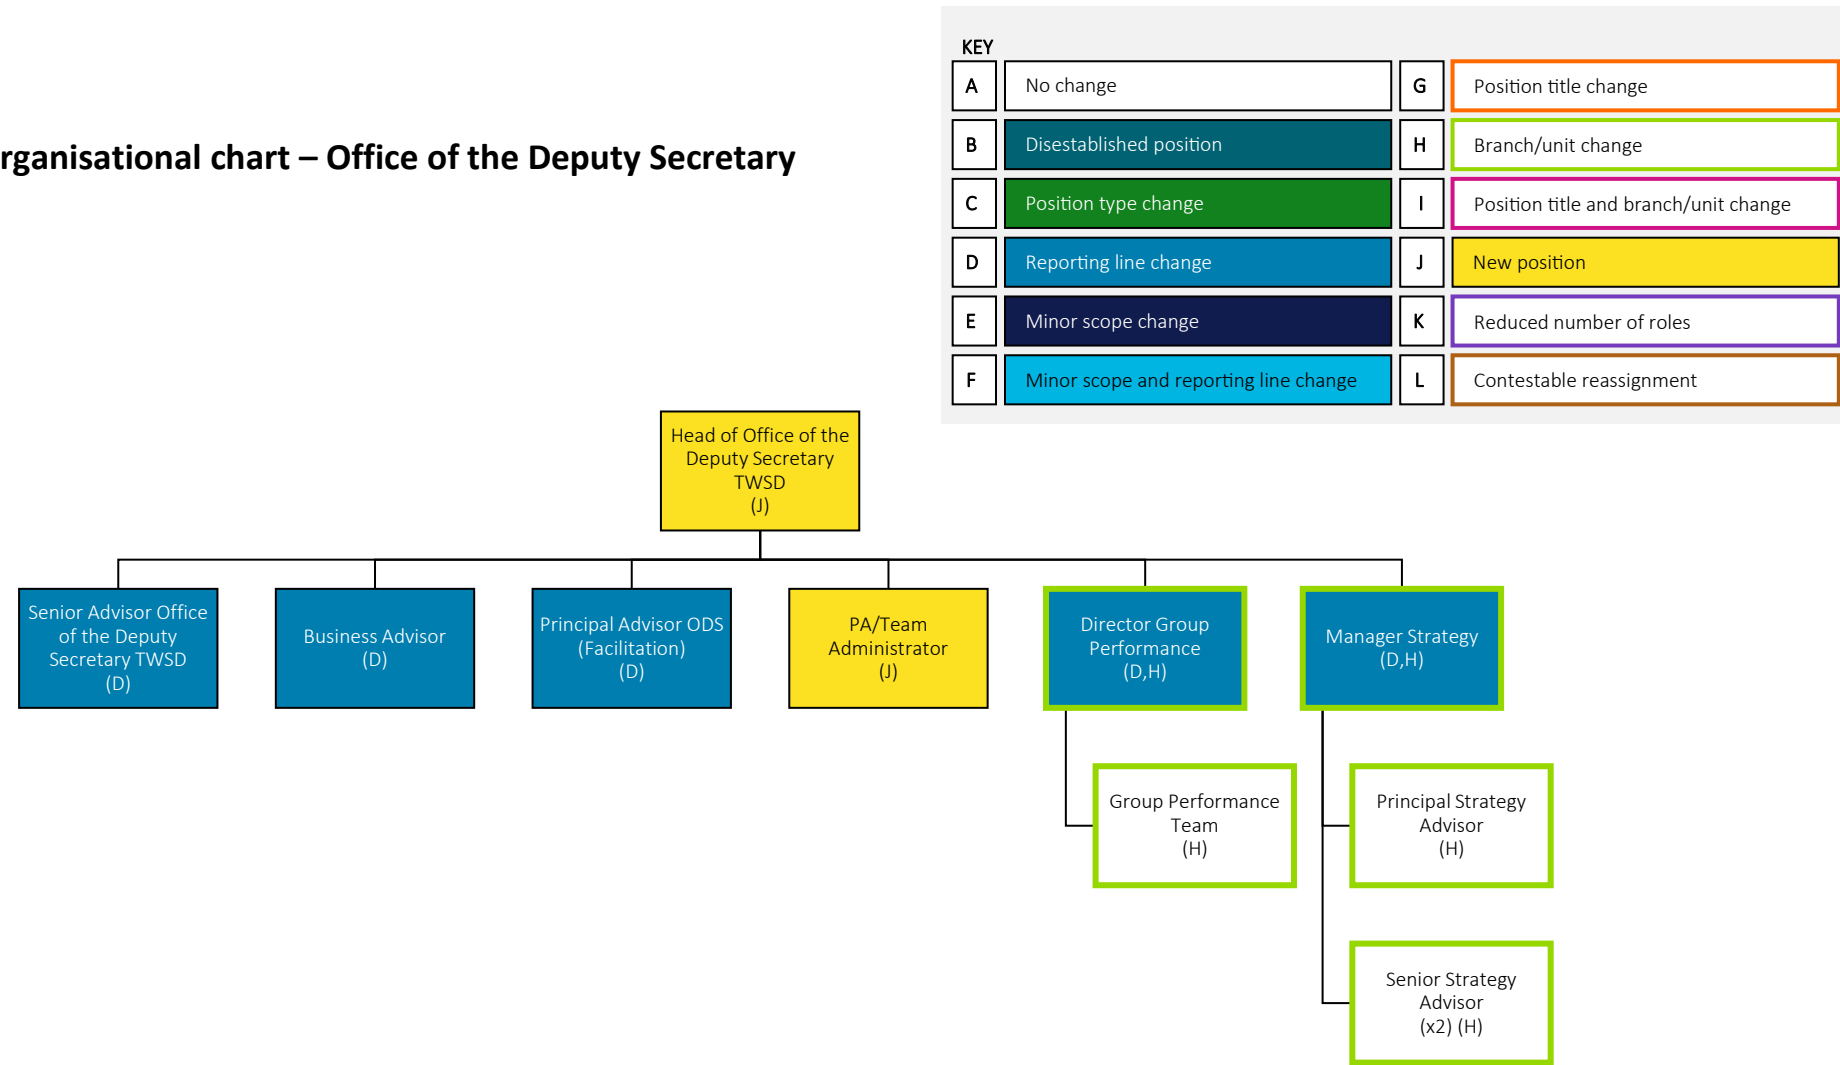 KEY
A No change G Position title change
rganisational chart – Office of the Deputy Secretary
B Disestablished position H Branch/unit change
C Position type change I Position title and branch/unit change
D Reporting line change J New position
E Minor scope change K Reduced number of roles
F Minor scope and reporting line change L Contestable reassignment
Head of Office of the
Deputy Secretary
TWSD
(J)
Senior Advisor Office
of the Deputy
Secretary TWSD
(D)
Business Advisor
(D)
Principal Advisor ODS
(Facilitation)
(D)
PA/Team
Administrator
(J)
Director Group
Performance
(D,H)
Manager Strategy
(D,H)
Group Performance
Team
(H)
Principal Strategy
Advisor
(H)
Senior Strategy
Advisor
(x2) (H)